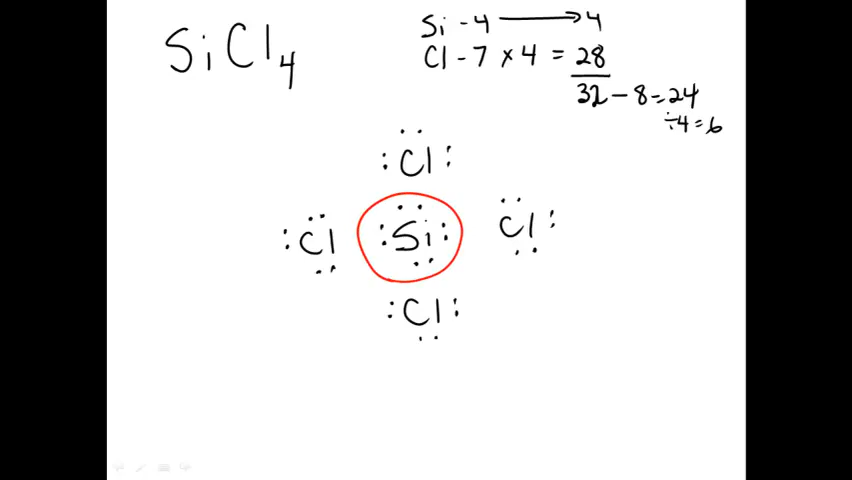 SiCl4
Si - 4 → 4
Cl - 7 × 4 = 28
32 - 8 = 24
÷4 = 6
:Cl:
:Cl :Si: Cl:
:Cl: